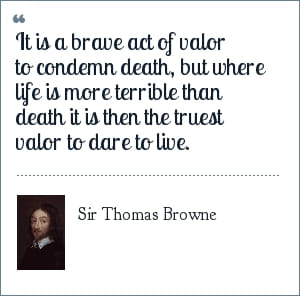 “
It is a brave act of valor
to condemn death, but where
life is more terrible than
death it is then the truest
valor to dare to live.
Sir Thomas Browne